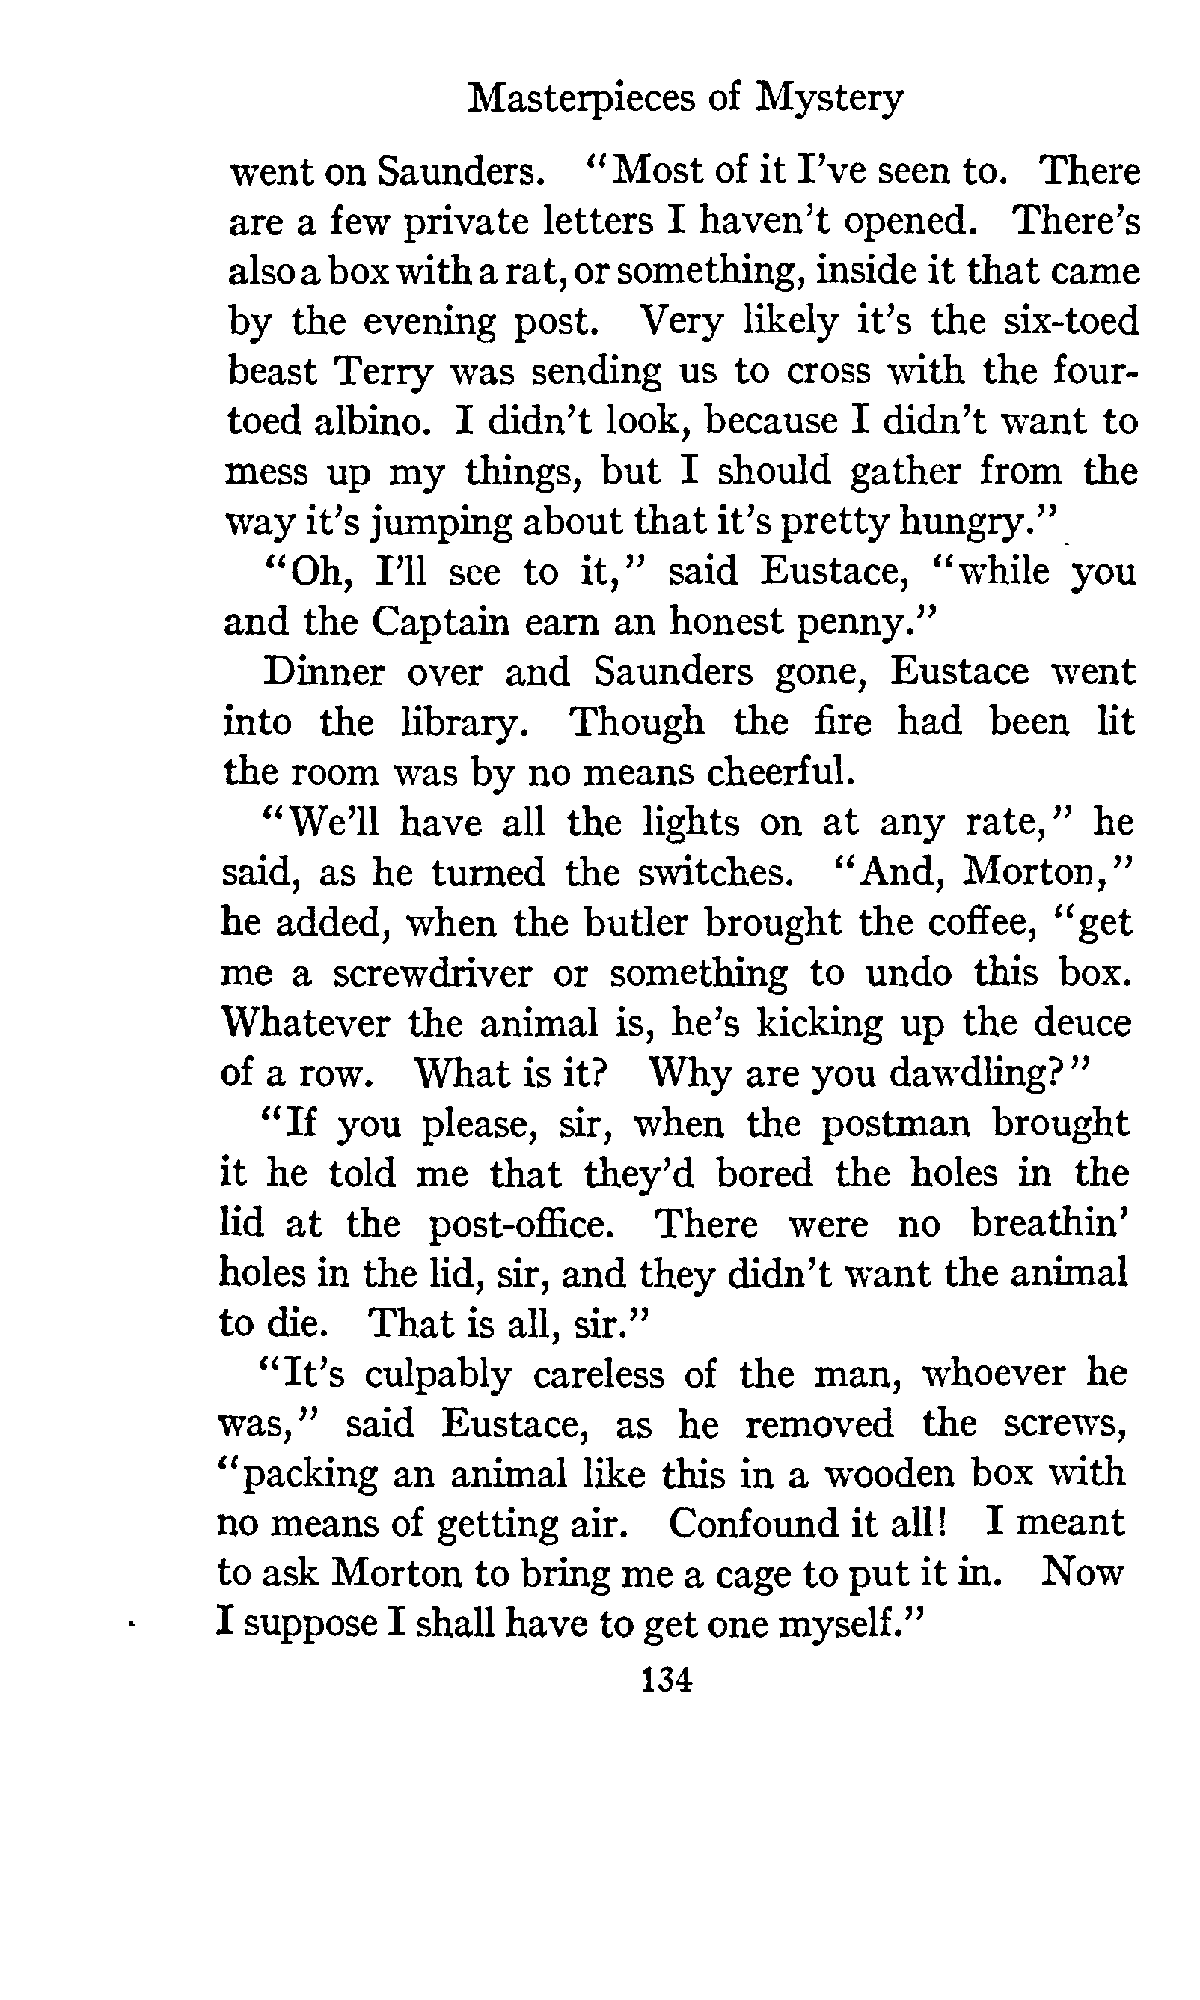 Masterpieces of Mystery
went on Saunders. "Most of it I've seen to. There
are a few private letters I haven't opened. There's
also a box with a rat, or something, inside it that came
by the evening post. Very likely it's the six-toed
beast Terry was sending us to cross with the four-
toed albino. I didn't look, because I didn't want to
mess up my things, but I should gather from the
way it's jumping about that it's pretty hungry."
"Oh, I'll see to it," said Eustace, "while you
and the Captain earn an honest penny."
Dinner over and Saunders gone, Eustace went
into the library. Though the fire had been lit
the room was by no means cheerful.
"We'll have all the lights on at any rate," he
said, as he turned the switches. "And, Morton,"
he added, when the butler brought the coffee, "get
me a screwdriver or something to undo this box.
Whatever the animal is, he's kicking up the deuce
of a row. What is it? Why are you dawdling?"
"If you please, sir, when the postman brought
it he told me that they'd bored the holes in the
lid at the post-office. There were no breathin'
holes in the lid, sir, and they didn't want the animal
to die. That is all, sir."
"It's culpably careless of the man, whoever he
was," said Eustace, as he removed the screws,
"packing an animal like this in a wooden box with
no means of getting air. Confound it all! I meant
to ask Morton to bring me a cage to put it in. Now
I suppose I shall have to get one myself."
134